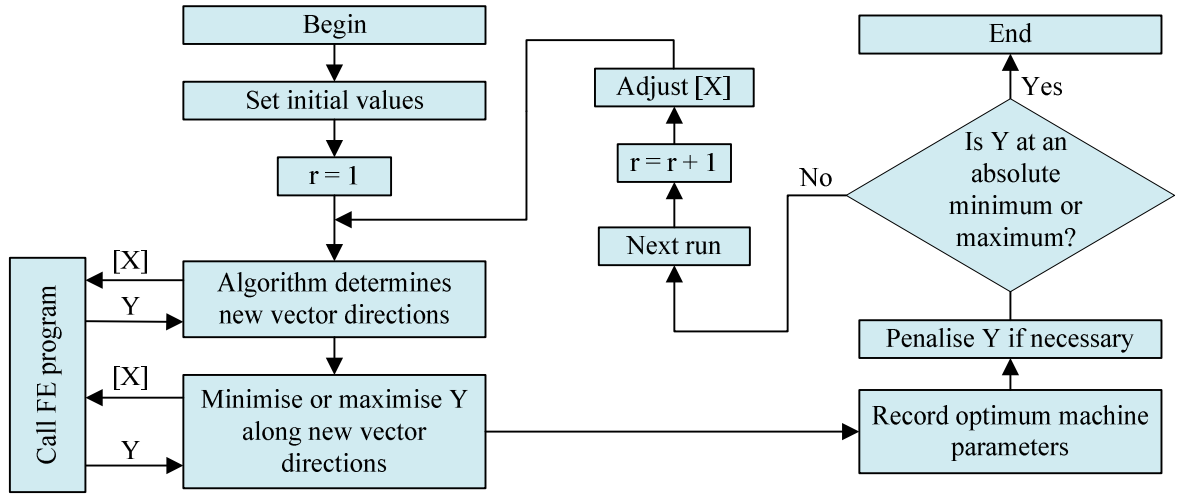 Begin
Set initial values
r = 1
Algorithm determines
new vector directions
[X]
Y
Call FE program
[X]
Y
Minimise or maximise Y
along new vector
directions
Record optimum machine
parameters
Penalise Y if necessary
Is Y at an
absolute
minimum or
maximum?
Yes
End
No
Next run
r = r + 1
Adjust [X]